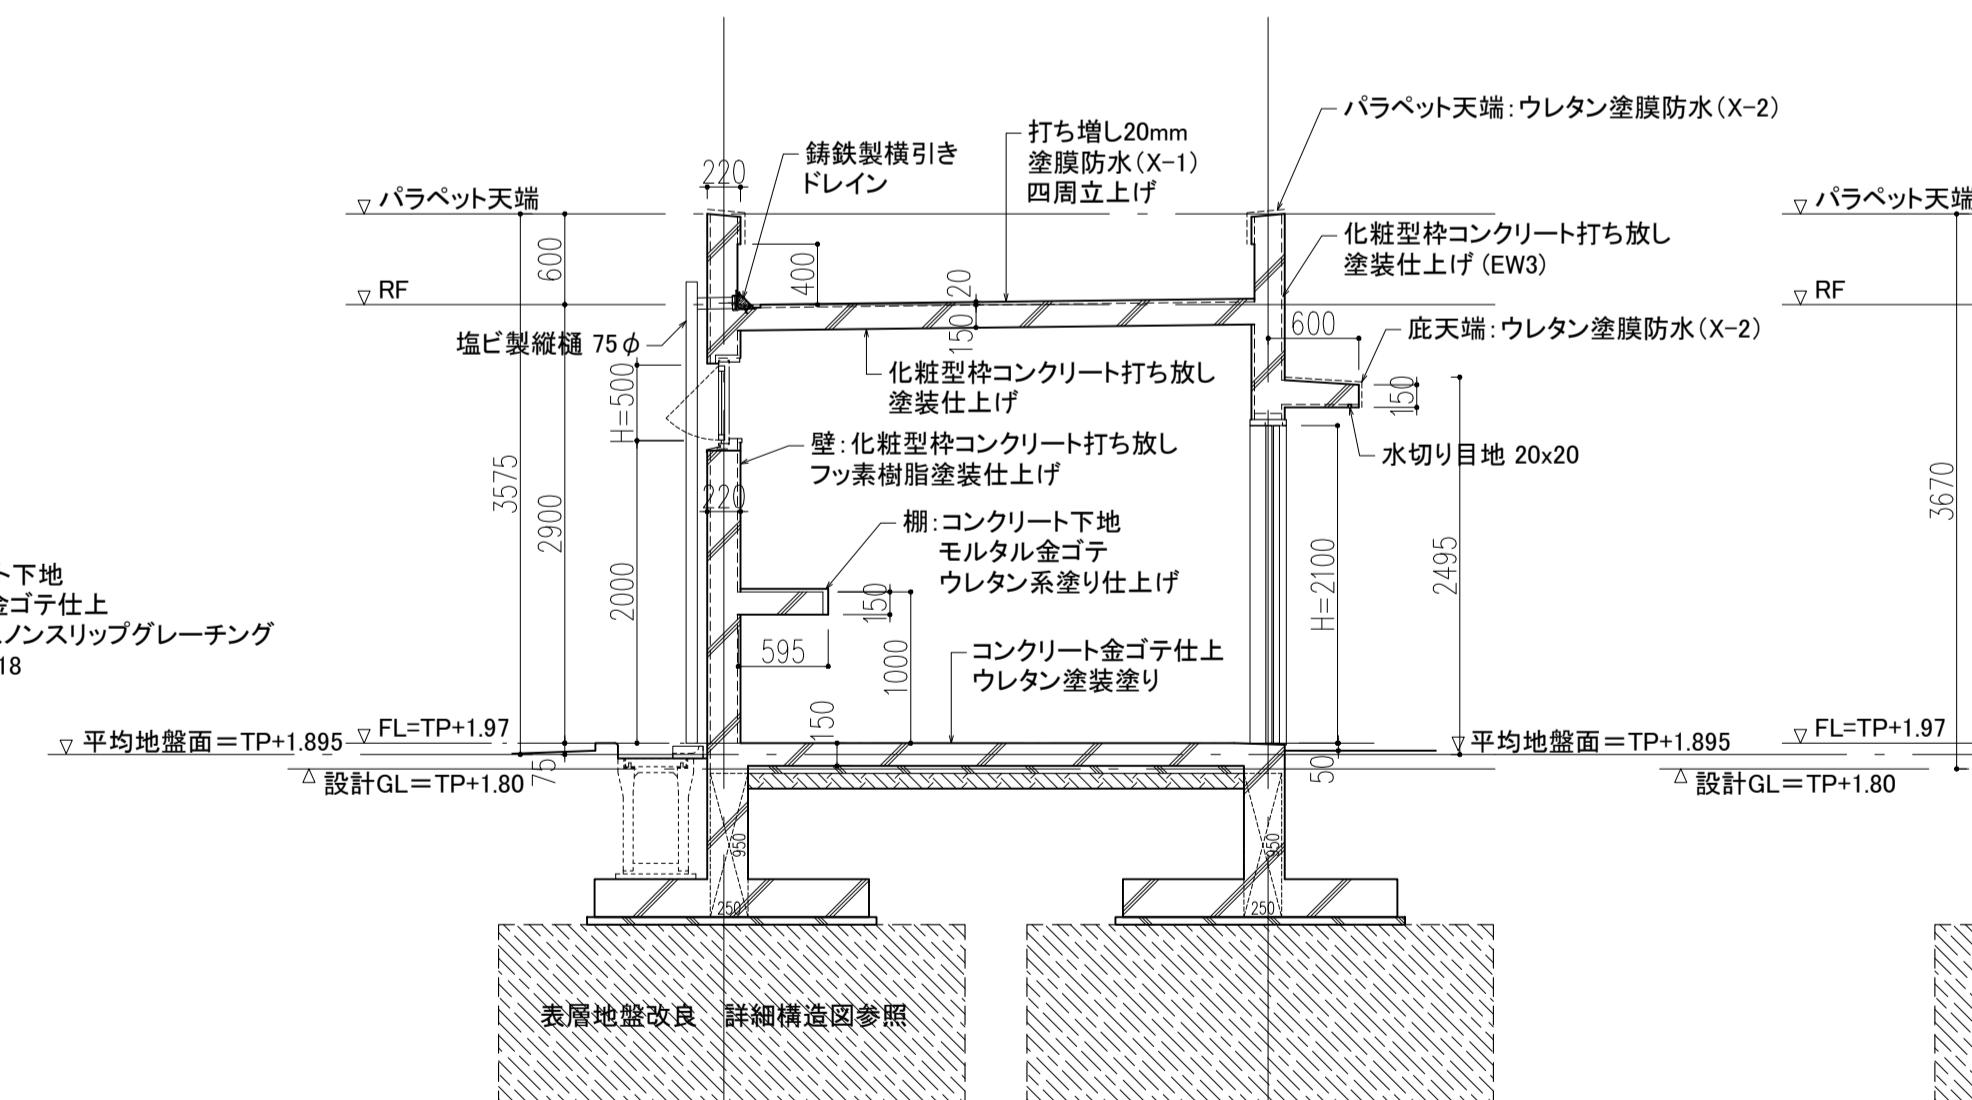 パラペット天端：ウレタン塗膜防水（X-2）
打ち増し20mm
塗膜防水（X-1）
四周立上げ
鋳鉄製横引き
ドレイン
220
パラペット天端
パラペット天端
600
400
20
150
化粧型枠コンクリート打ち放し
塗装仕上げ (EW3)
RF
RF
600
塩ビ製縦樋 75φ
庇天端：ウレタン塗膜防水（X-2）
化粧型枠コンクリート打ち放し
塗装仕上げ
H=500
150
壁：化粧型枠コンクリート打ち放し
フッ素樹脂塗装仕上げ
水切り目地 20x20
3575
2900
220
3670
棚：コンクリート下地
モルタル金ゴテ
ウレタン系塗り仕上げ
2000
H=2100
2495
ト下地
金ゴテ仕上
ノンスリップグレーチング
18
150
595
1000
コンクリート金ゴテ仕上
ウレタン塗装塗り
150
FL=TP+1.97
平均地盤面＝TP+1.895
75
設計GL＝TP+1.80
平均地盤面＝TP+1.895
50
FL=TP+1.97
設計GL＝TP+1.80
950
950
250
250
表層地盤改良　詳細構造図参照